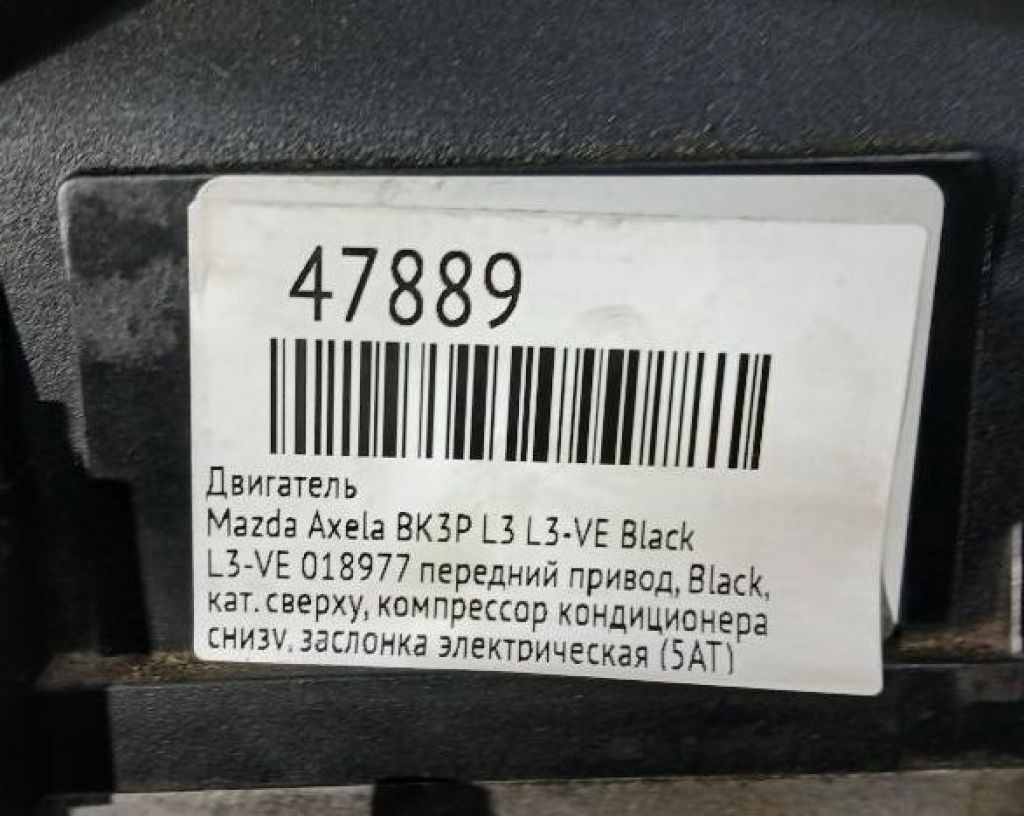 47889
Двигатель
Mazda Axela BK3P L3 L3-VE Black
L3-VE 018977 передний привод, Black,
кат. сверху, компрессор кондиционера
снизу, заслонка электрическая (5AT)